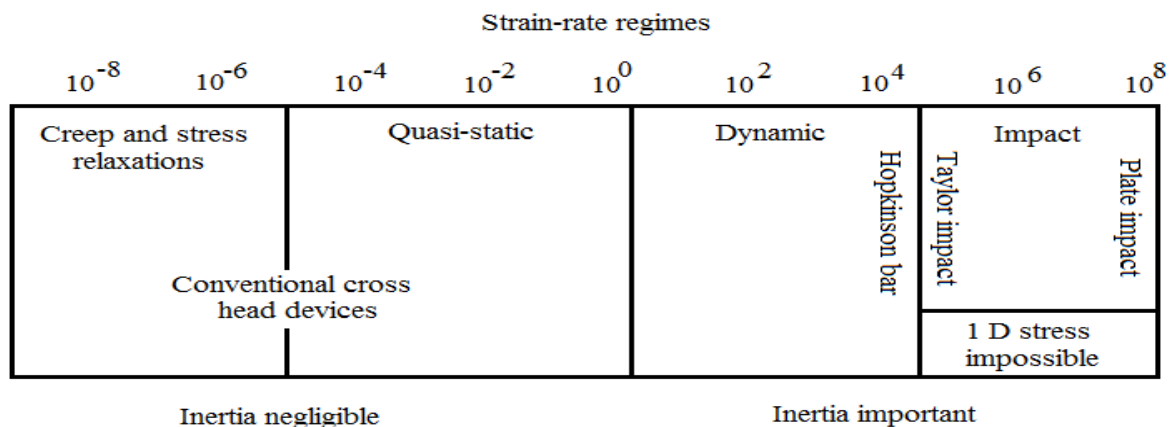 Strain-rate regimes
10⁻⁸ 10⁻⁶ 10⁻⁴ 10⁻² 10⁰ 10² 10⁴ 10⁶ 10⁸
Creep and stress
relaxations
Quasi-static
Dynamic
Impact
Hopkinson bar
Taylor impact
Plate impact
Conventional cross
head devices
1 D stress
impossible
Inertia negligible
Inertia important